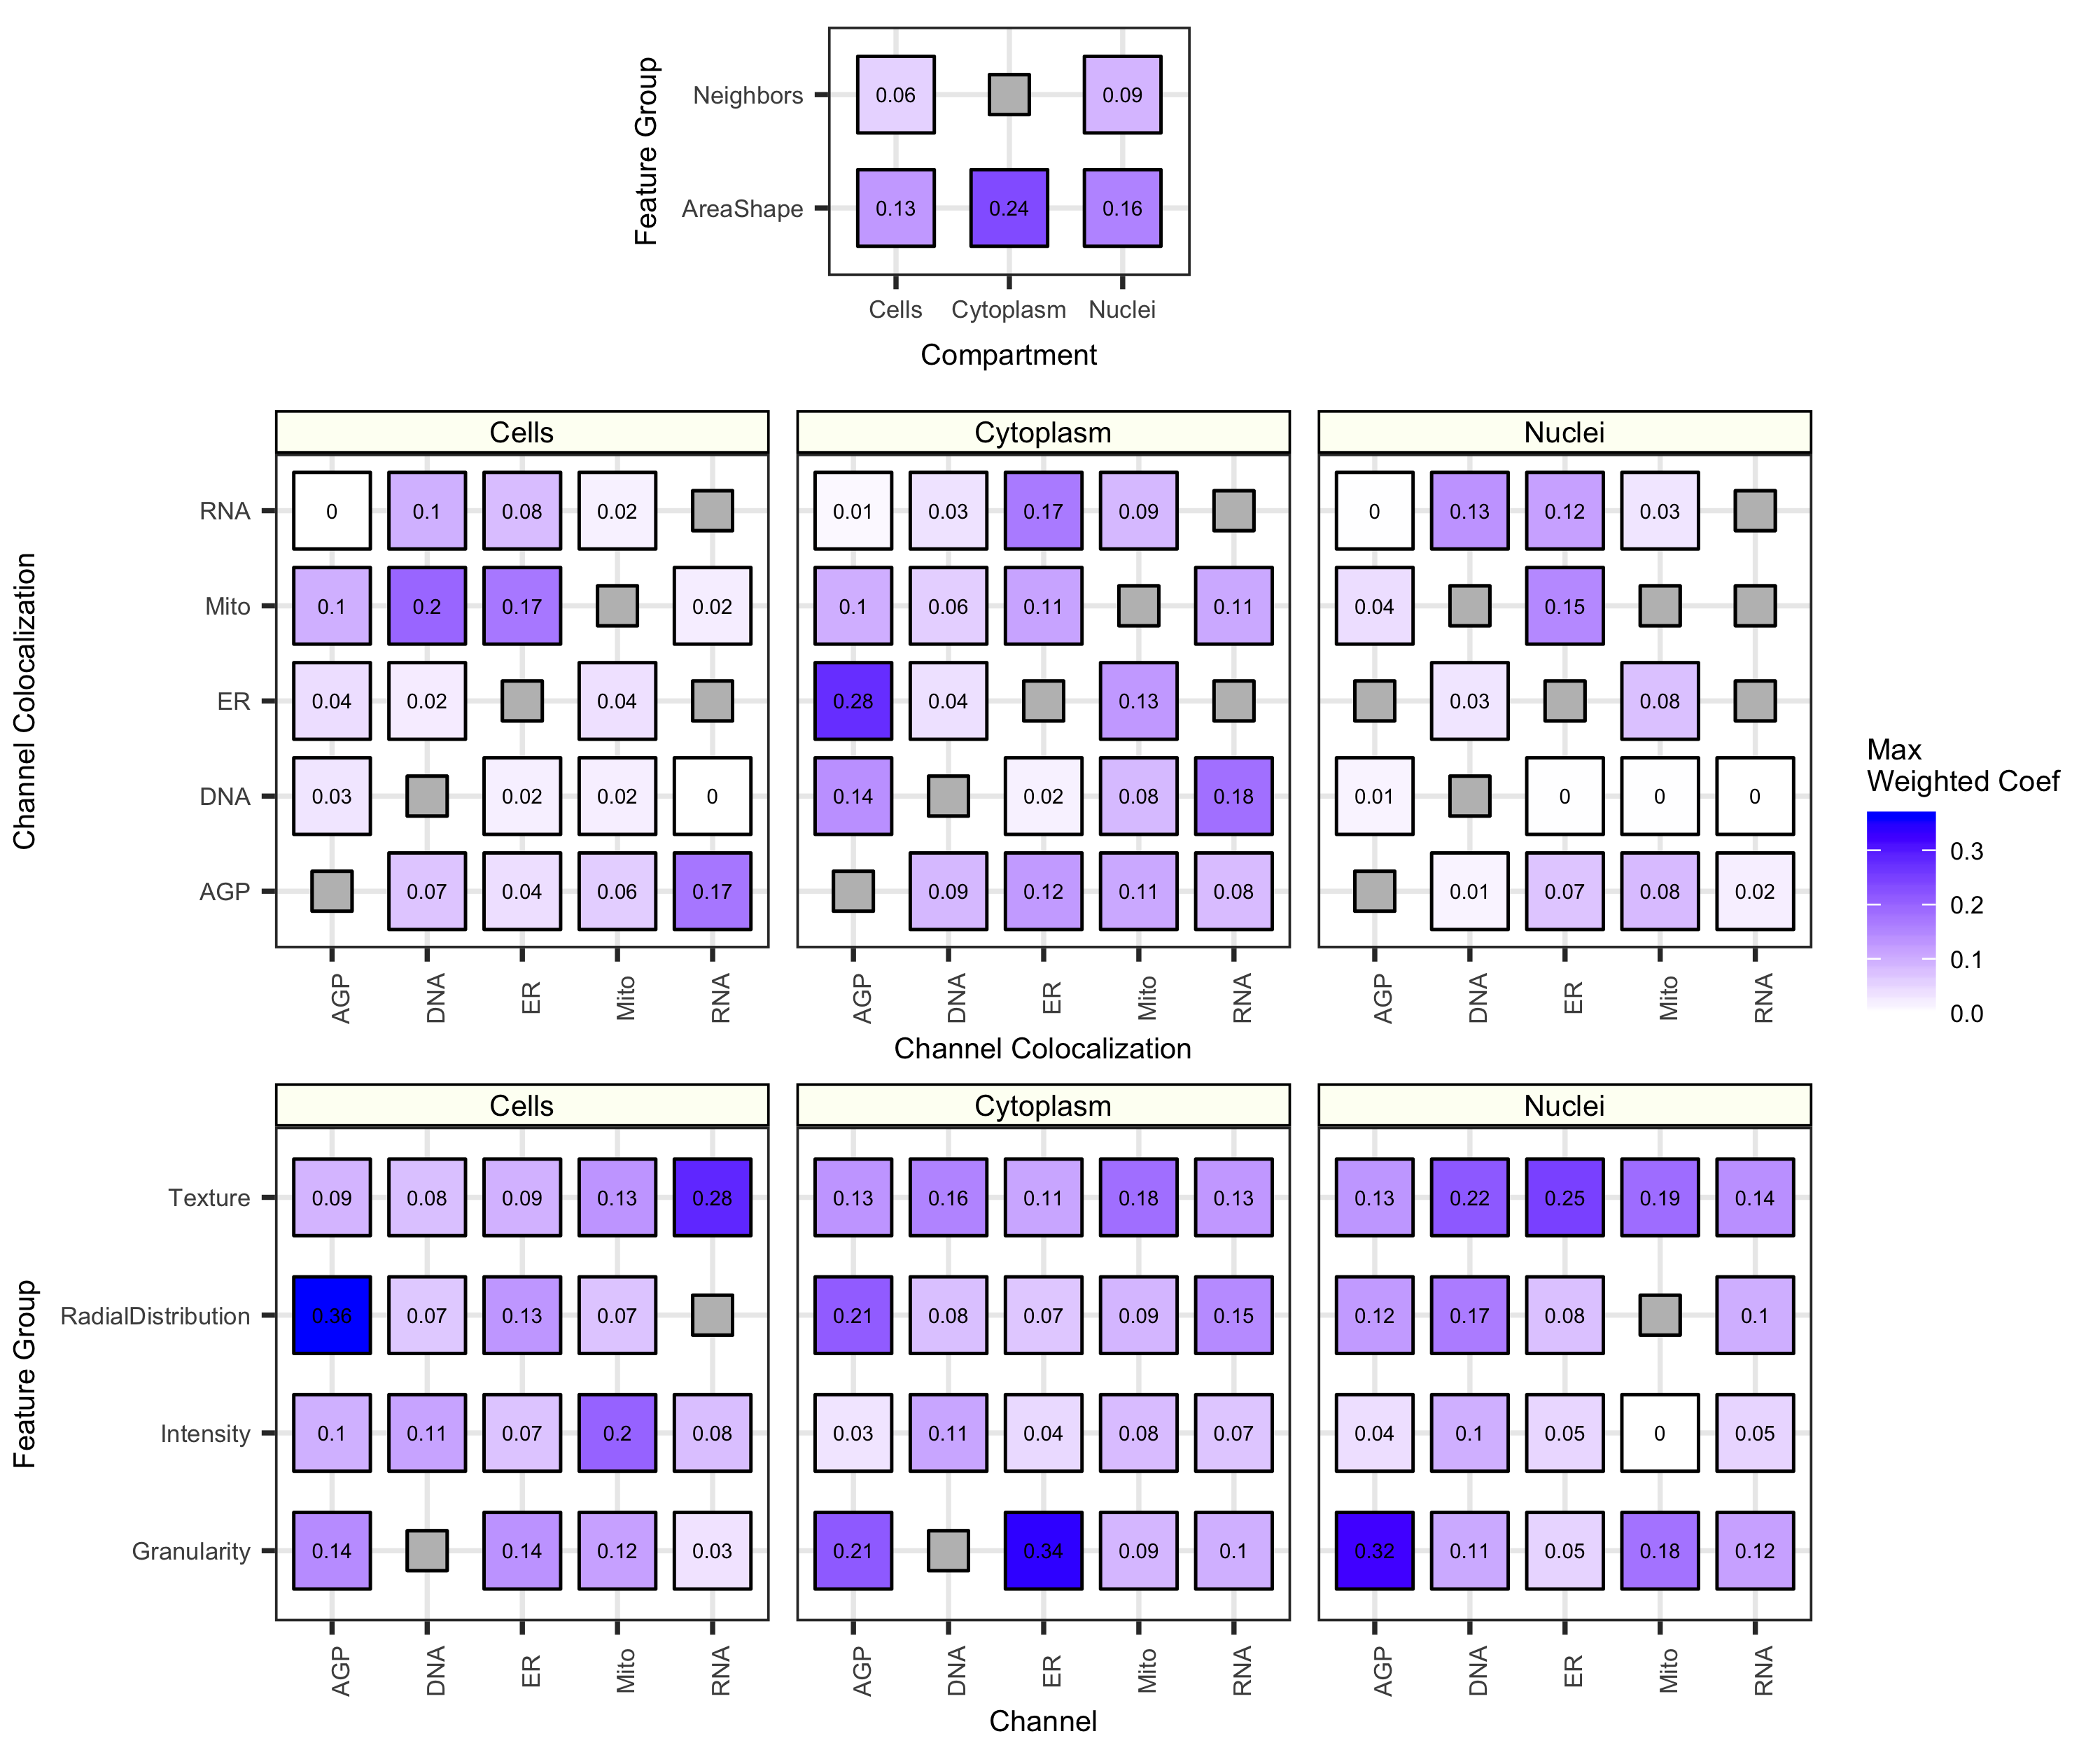 Feature Group
Neighbors 0.06 0.09
AreaShape 0.13 0.24 0.16
Cells Cytoplasm Nuclei
Compartment
Cells Cytoplasm Nuclei
Channel Colocalization
RNA 0 0.1 0.08 0.02 0.01 0.03 0.17 0.09 0 0.13 0.12 0.03
Mito 0.1 0.2 0.17 0.02 0.1 0.06 0.11 0.11 0.04 0.15
ER 0.04 0.02 0.04 0.28 0.04 0.13 0.03 0.08
DNA 0.03 0.02 0.02 0 0.14 0.02 0.08 0.18 0.01 0 0 0
AGP 0.07 0.04 0.06 0.17 0.09 0.12 0.11 0.08 0.01 0.07 0.08 0.02
AGP DNA ER Mito RNA AGP DNA ER Mito RNA AGP DNA ER Mito RNA
Channel Colocalization
Max
Weighted Coef
0.3
0.2
0.1
0.0
Cells Cytoplasm Nuclei
Feature Group
Texture 0.09 0.08 0.09 0.13 0.28 0.13 0.16 0.11 0.18 0.13 0.13 0.22 0.25 0.19 0.14
RadialDistribution 0.36 0.07 0.13 0.07 0.21 0.08 0.07 0.09 0.15 0.12 0.17 0.08 0.1
Intensity 0.1 0.11 0.07 0.2 0.08 0.03 0.11 0.04 0.08 0.07 0.04 0.1 0.05 0 0.05
Granularity 0.14 0.14 0.12 0.03 0.21 0.34 0.09 0.1 0.32 0.11 0.05 0.18 0.12
AGP DNA ER Mito RNA AGP DNA ER Mito RNA AGP DNA ER Mito RNA
Channel